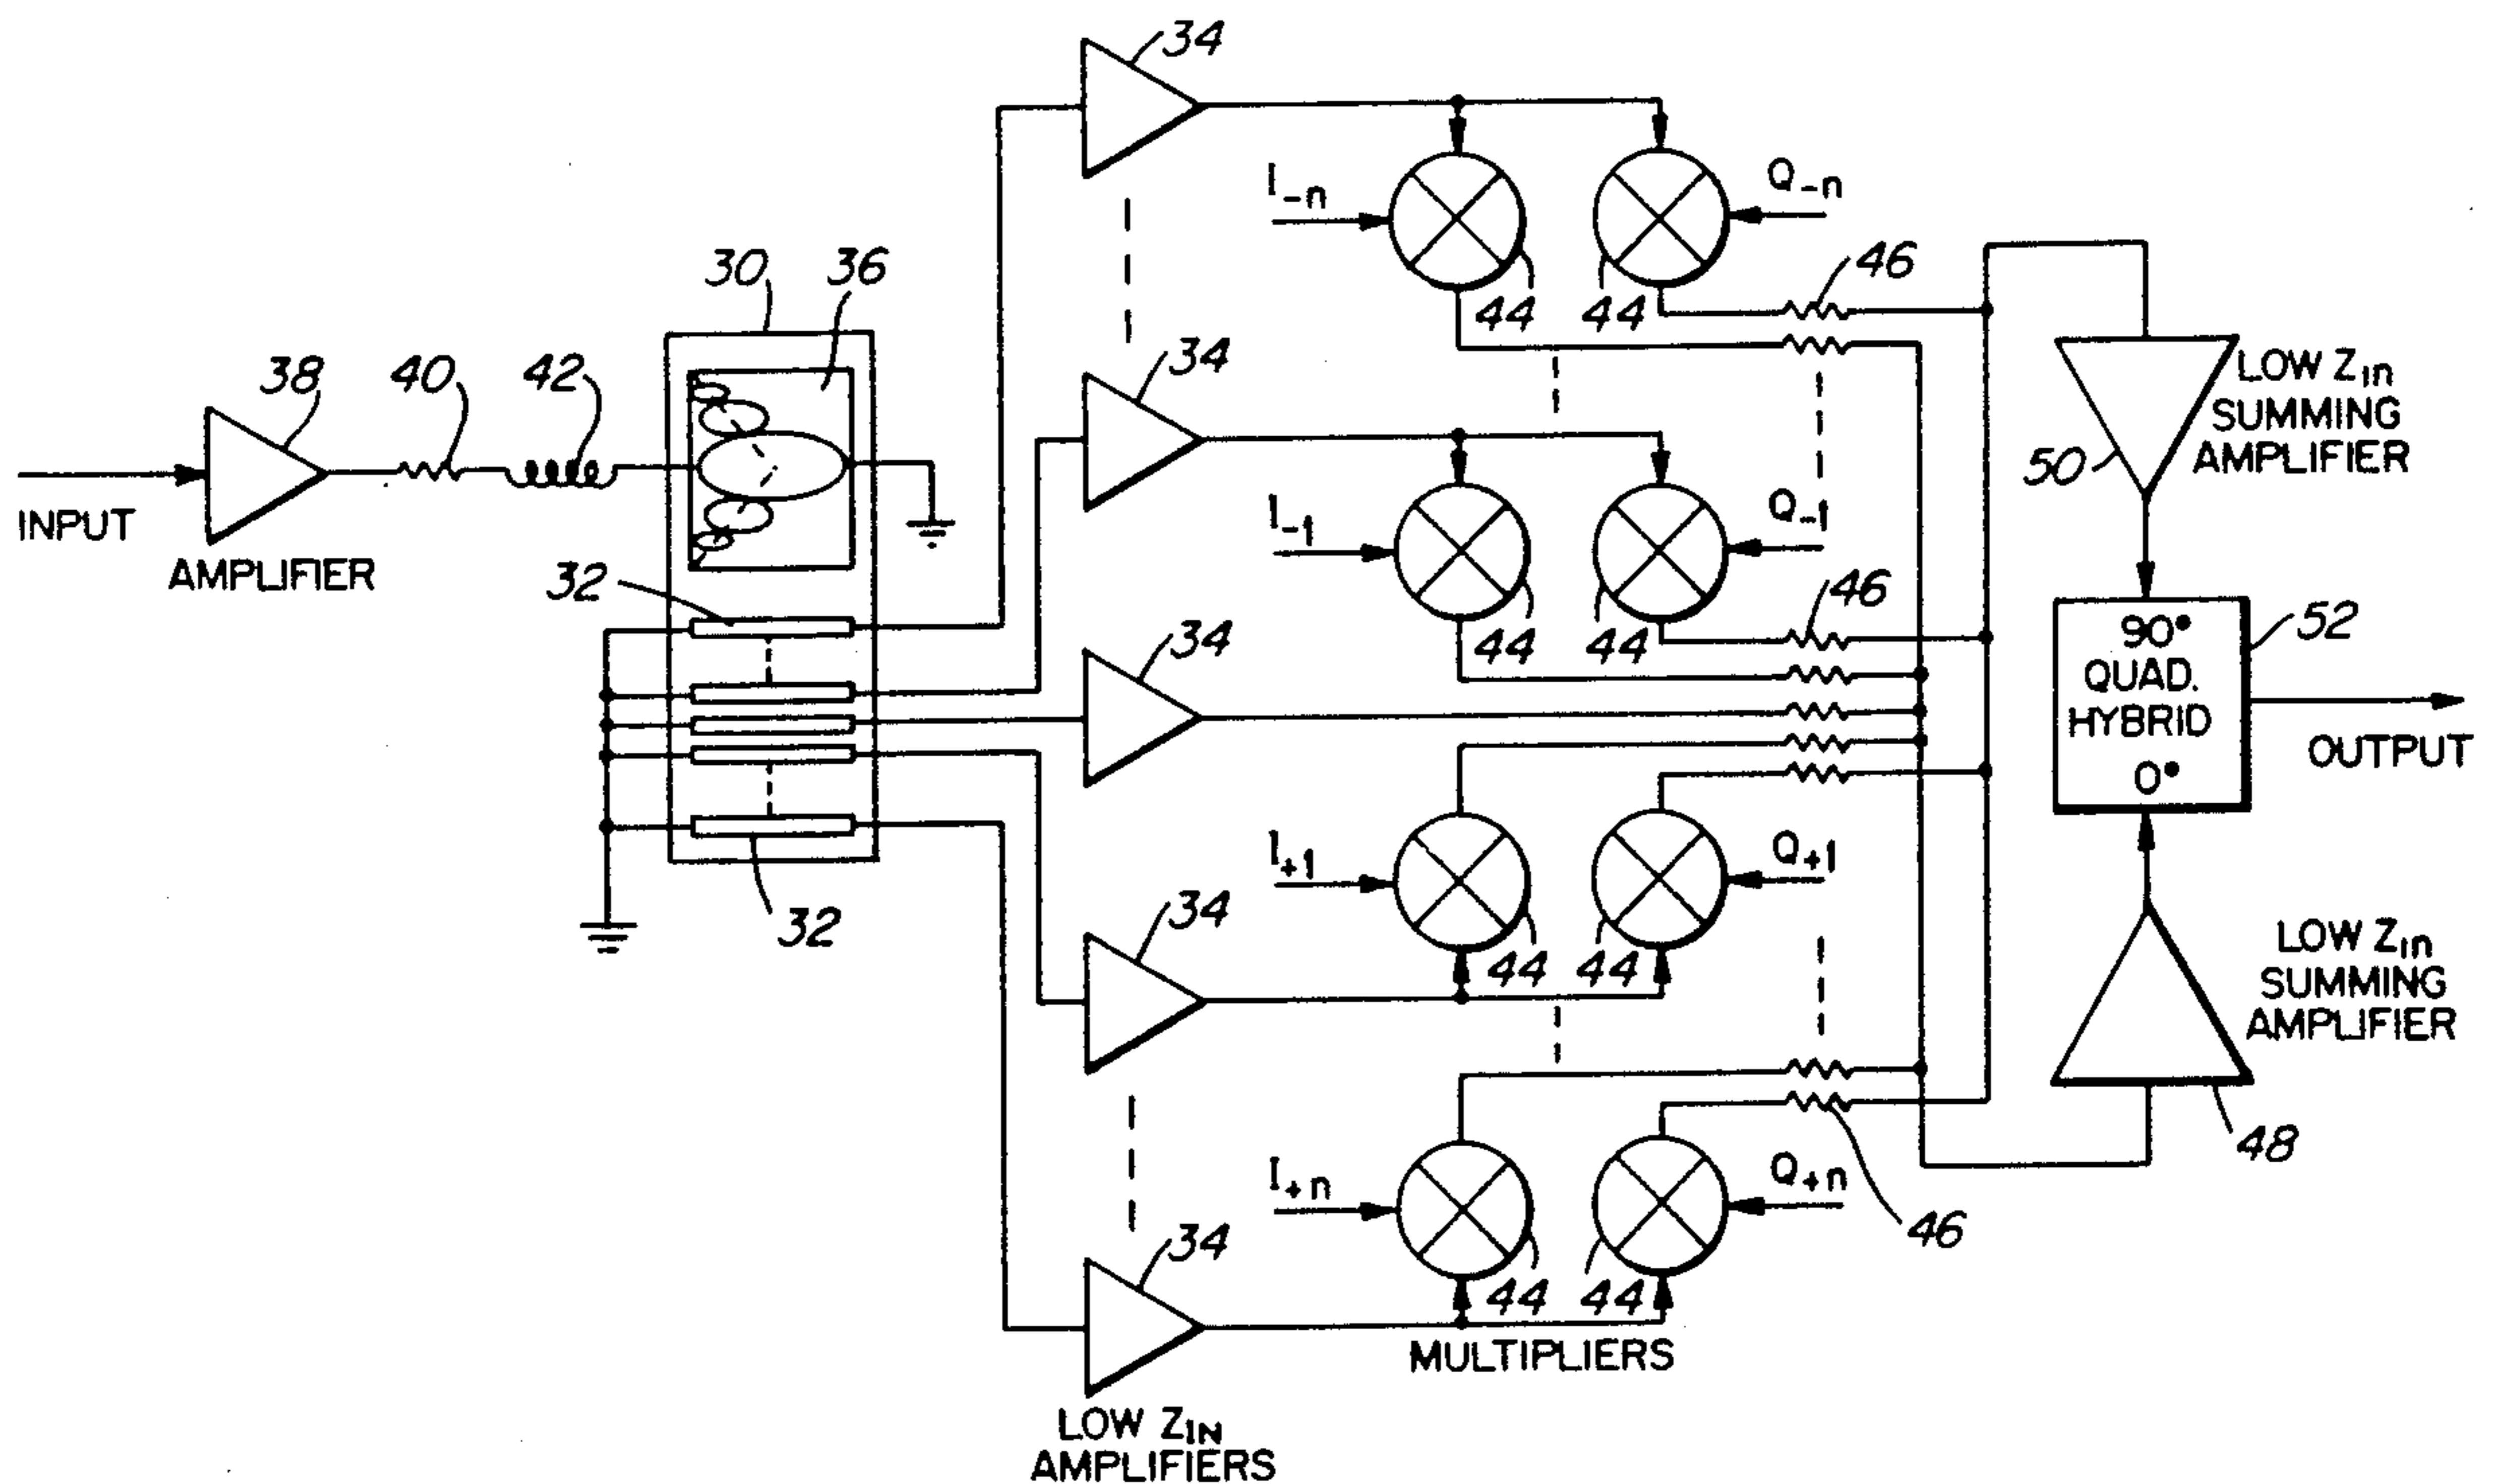 34
I-n
Q-n
30
36
46
44
44
38
40
42
34
LOW Zin
SUMMING
AMPLIFIER
50
I-1
Q-1
INPUT
AMPLIFIER
32
46
90°
QUAD.
HYBRID
0°
52
44
44
34
OUTPUT
I+1
Q+1
32
34
44
44
LOW Zin
SUMMING
AMPLIFIER
48
I+n
Q+n
46
34
44
44
MULTIPLIERS
LOW ZIN
AMPLIFIERS